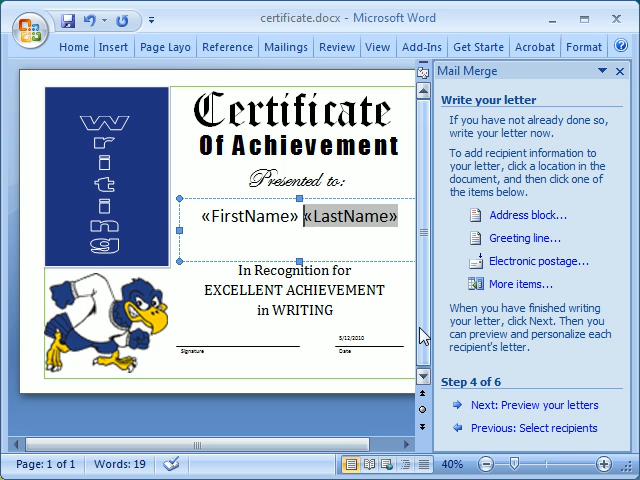 certificate.docx - Microsoft Word
Home Insert Page Layo Reference Mailings Review View Add-Ins Get Starte Acrobat Format
Writing
Certificate
Of Achievement
Presented to:
«FirstName» «LastName»
In Recognition for
EXCELLENT ACHIEVEMENT
in WRITING
5/12/2010
Signature
Date
Mail Merge
Write your letter
If you have not already done so,
write your letter now.
To add recipient information to
your letter, click a location in the
document, and then click one of
the items below.
Address block...
Greeting line...
Electronic postage...
More items...
When you have finished writing
your letter, click Next. Then you
can preview and personalize each
recipient's letter.
Step 4 of 6
Next: Preview your letters
Previous: Select recipients
Page: 1 of 1 Words: 19 40%